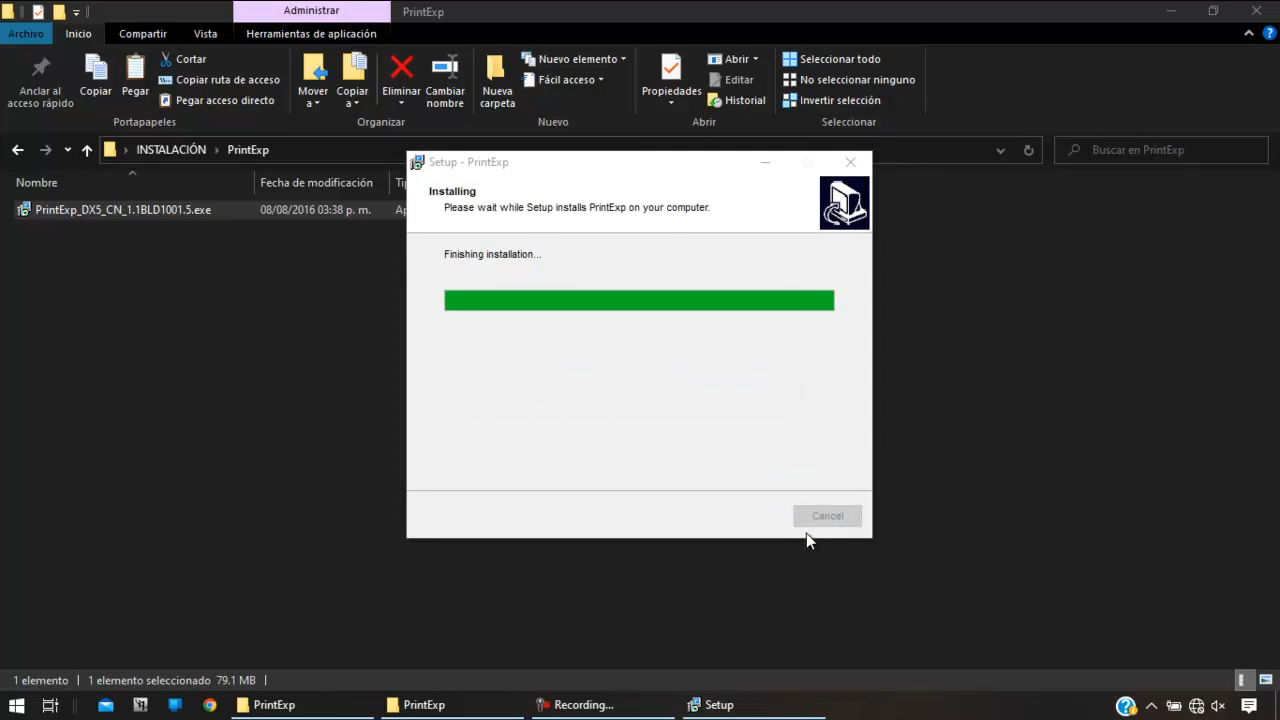 Administrar
PrintExp
Archivo
Inicio
Compartir
Vista
Herramientas de aplicación
Anclar al
acceso rápido
Copiar
Pegar
Cortar
Copiar ruta de acceso
Pegar acceso directo
Portapapeles
Mover
a
Copiar
a
Eliminar
Cambiar
nombre
Organizar
Nueva
carpeta
Nuevo elemento
Fácil acceso
Nuevo
Propiedades
Abrir
Editar
Historial
Abrir
Seleccionar todo
No seleccionar ninguno
Invertir selección
Seleccionar
INSTALACIÓN › PrintExp
Buscar en PrintExp
Nombre
Fecha de modificación
PrintExp_DX5_CN_1.1BLD1001.5.exe
08/08/2016 03:38 p. m.
Setup - PrintExp
Installing
Please wait while Setup installs PrintExp on your computer.
Finishing installation...
Cancel
1 elemento
1 elemento seleccionado 79.1 MB
PrintExp
PrintExp
Recording...
Setup